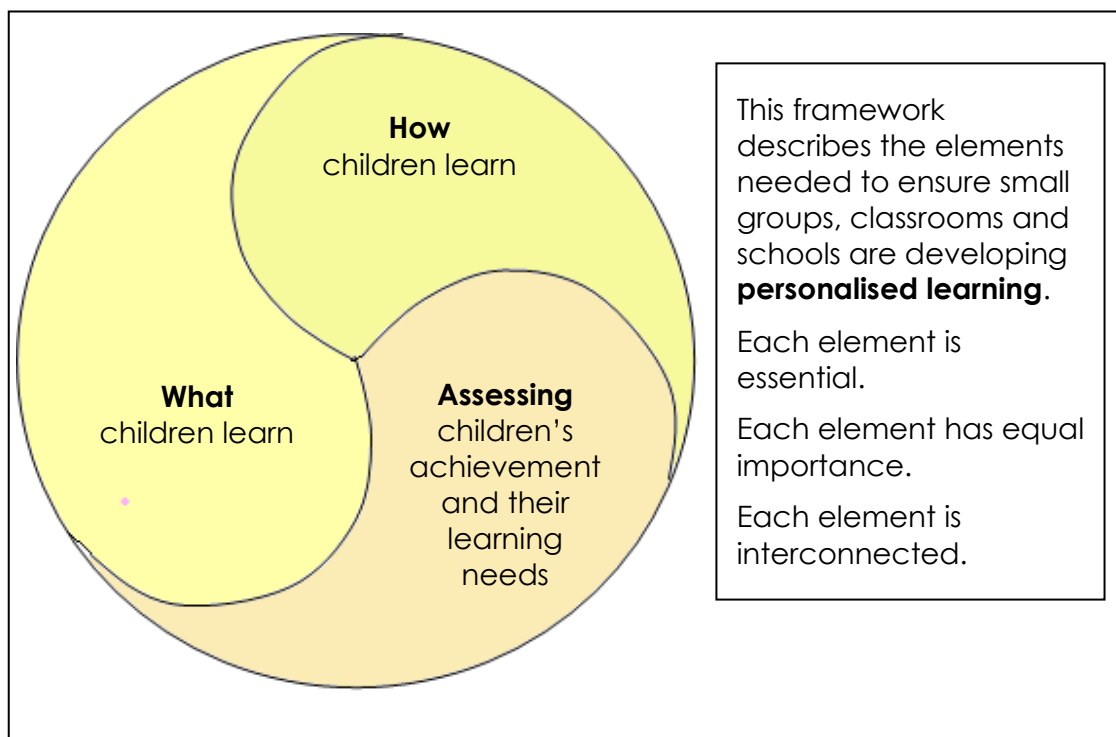 How
children learn
What
children learn
Assessing
children’s
achievement
and their
learning
needs
This framework
describes the elements
needed to ensure small
groups, classrooms and
schools are developing
personalised learning.
Each element is
essential.
Each element has equal
importance.
Each element is
interconnected.